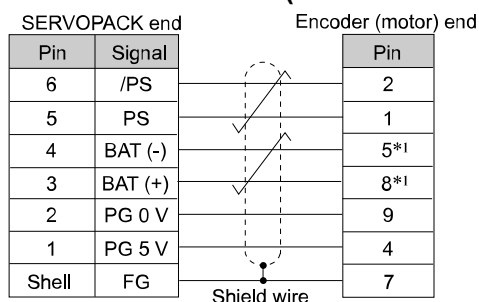 SERVOPACK end Encoder (motor) end
Pin Signal Pin
6 /PS 2
5 PS 1
4 BAT (-) 5*1
3 BAT (+) 8*1
2 PG 0 V 9
1 PG 5 V 4
Shell FG 7
Shield wire